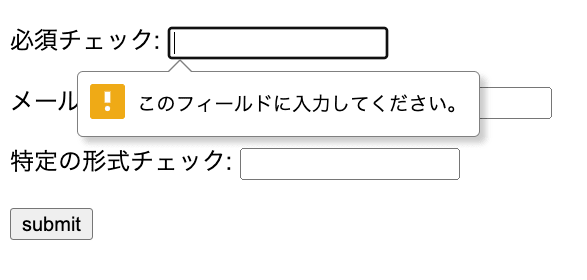 必須チェック:
このフィールドに入力してください。
メール
特定の形式チェック:
submit